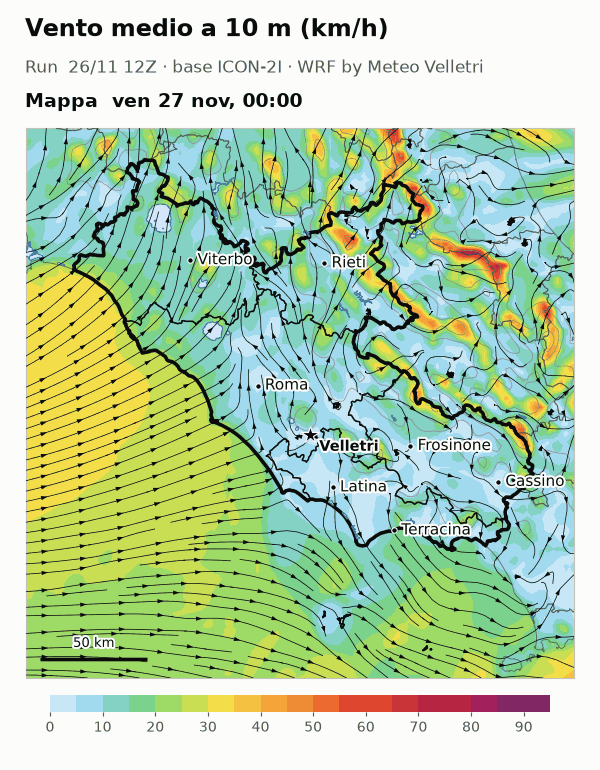 Vento medio a 10 m (km/h)
Run  26/11 12Z · base ICON-2I · WRF by Meteo Velletri
Mappa  ven 27 nov, 00:00
Viterbo
Rieti
Roma
Velletri
Frosinone
Latina
Cassino
Terracina
50 km
0 10 20 30 40 50 60 70 80 90